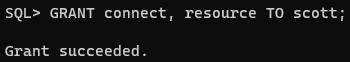 SQL> GRANT connect, resource TO scott;
Grant succeeded.